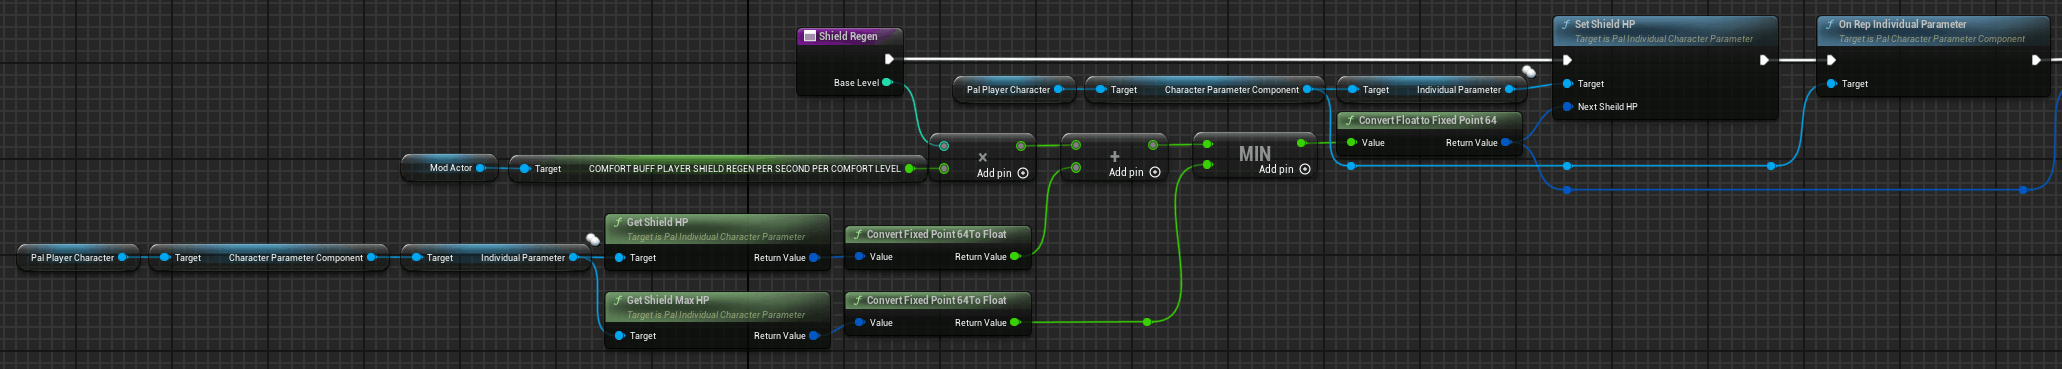 Shield Regen
Base Level
Set Shield HP
Target is Pal Individual Character Parameter
Target
Next Sheild HP
On Rep Individual Parameter
Target is Pal Character Parameter Component
Target
Pal Player Character
Target Character Parameter Component
Target Individual Parameter
Convert Float to Fixed Point 64
Value Return Value
Mod Actor
Target COMFORT BUFF PLAYER SHIELD REGEN PER SECOND PER COMFORT LEVEL
×
Add pin
+
Add pin
MIN
Add pin
Get Shield HP
Target is Pal Individual Character Parameter
Target Return Value
Convert Fixed Point 64To Float
Value Return Value
Pal Player Character
Target Character Parameter Component
Target Individual Parameter
Get Shield Max HP
Target is Pal Individual Character Parameter
Target Return Value
Convert Fixed Point 64To Float
Value Return Value